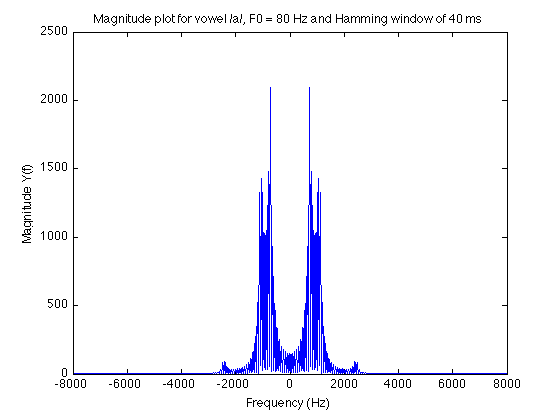 Magnitude plot for vowel /a/, F0 = 80 Hz and Hamming window of 40 ms
2500
2000
1500
1000
500
0
Magnitude Y(f)
-8000 -6000 -4000 -2000 0 2000 4000 6000 8000
Frequency (Hz)